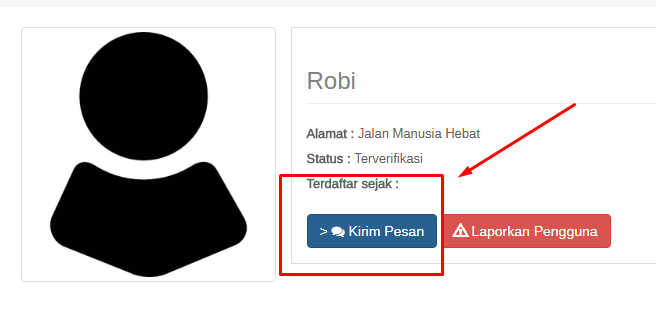 Robi
Alamat : Jalan Manusia Hebat
Status : Terverifikasi
Terdaftar sejak :
> Kirim Pesan
Laporkan Pengguna